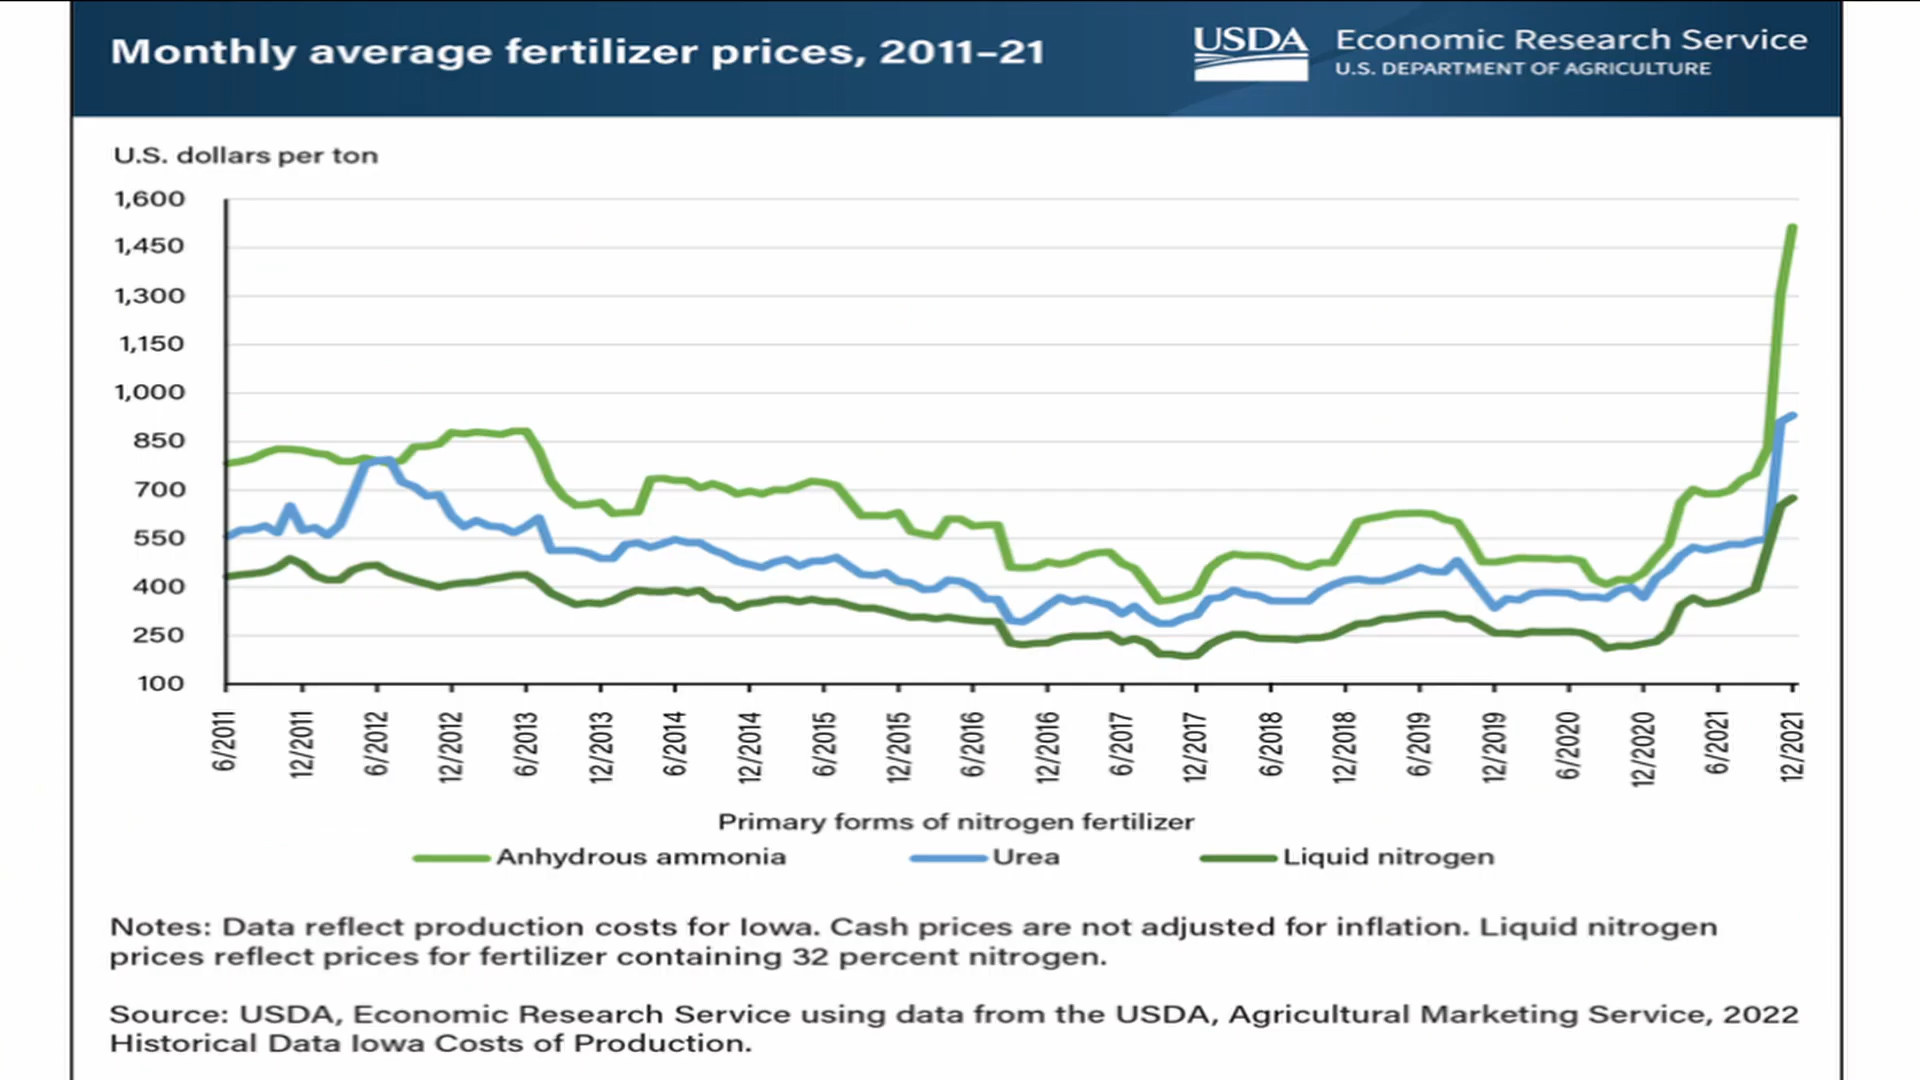 Monthly average fertilizer prices, 2011–21
USDA
Economic Research Service
U.S. DEPARTMENT OF AGRICULTURE
U.S. dollars per ton
1,600
1,450
1,300
1,150
1,000
850
700
550
400
250
100
6/2011
12/2011
6/2012
12/2012
6/2013
12/2013
6/2014
12/2014
6/2015
12/2015
6/2016
12/2016
6/2017
12/2017
6/2018
12/2018
6/2019
12/2019
6/2020
12/2020
6/2021
12/2021
Primary forms of nitrogen fertilizer
Anhydrous ammonia
Urea
Liquid nitrogen
Notes: Data reflect production costs for Iowa. Cash prices are not adjusted for inflation. Liquid nitrogen
prices reflect prices for fertilizer containing 32 percent nitrogen.
Source: USDA, Economic Research Service using data from the USDA, Agricultural Marketing Service, 2022
Historical Data Iowa Costs of Production.